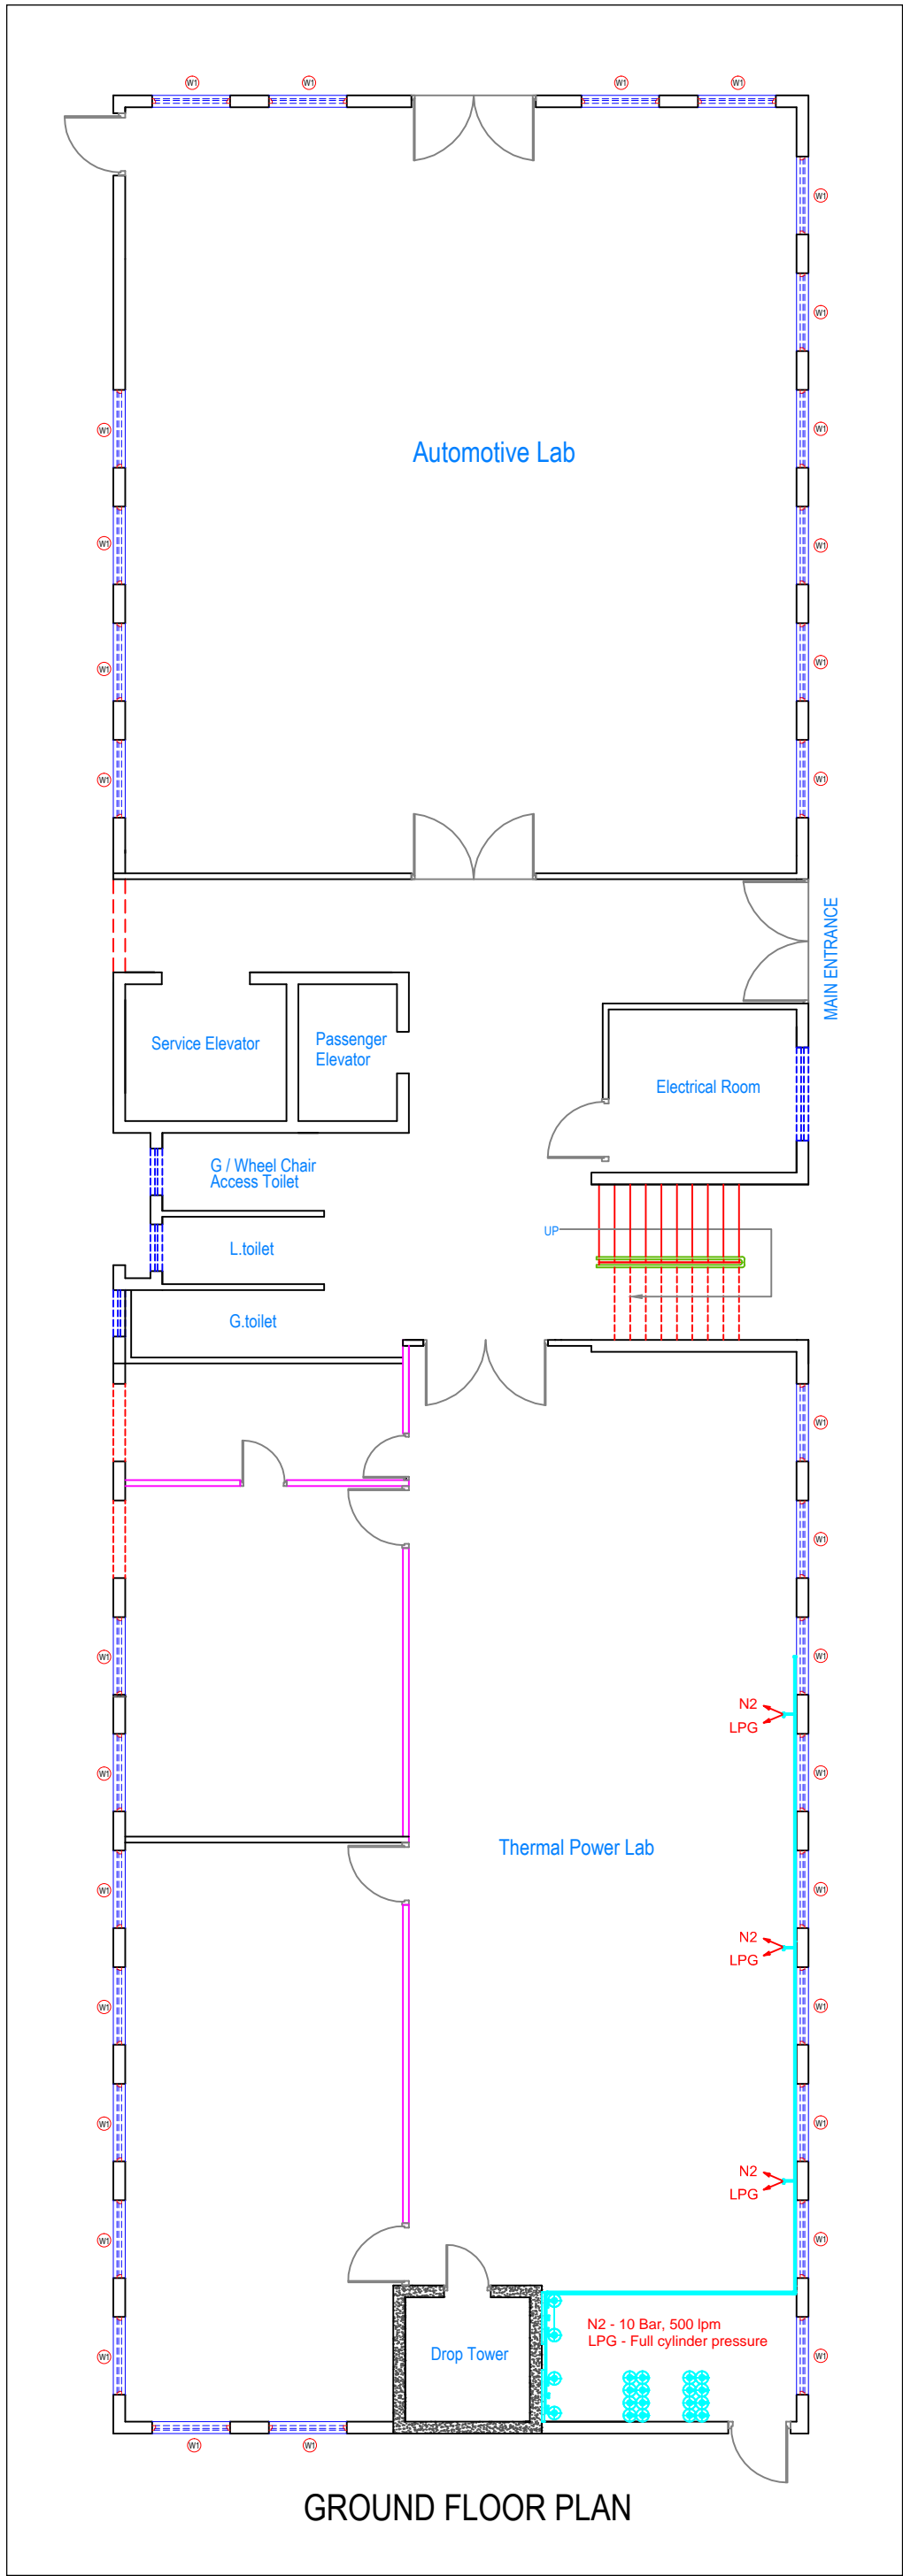 W1 W1 W1 W1
W1
W1
W1 W1
Automotive Lab
W1 W1
W1 W1
W1 W1
MAIN ENTRANCE
Service Elevator
Passenger
Elevator
Electrical Room
G / Wheel Chair
Access Toilet
UP
L.toilet
G.toilet
W1
W1
W1 W1
N2
LPG
W1 W1
Thermal Power Lab
W1 W1
N2
LPG
W1 W1
W1 W1
N2
LPG
W1 W1
N2 - 10 Bar, 500 lpm
LPG - Full cylinder pressure
Drop Tower
W1 W1
W1 W1
GROUND FLOOR PLAN